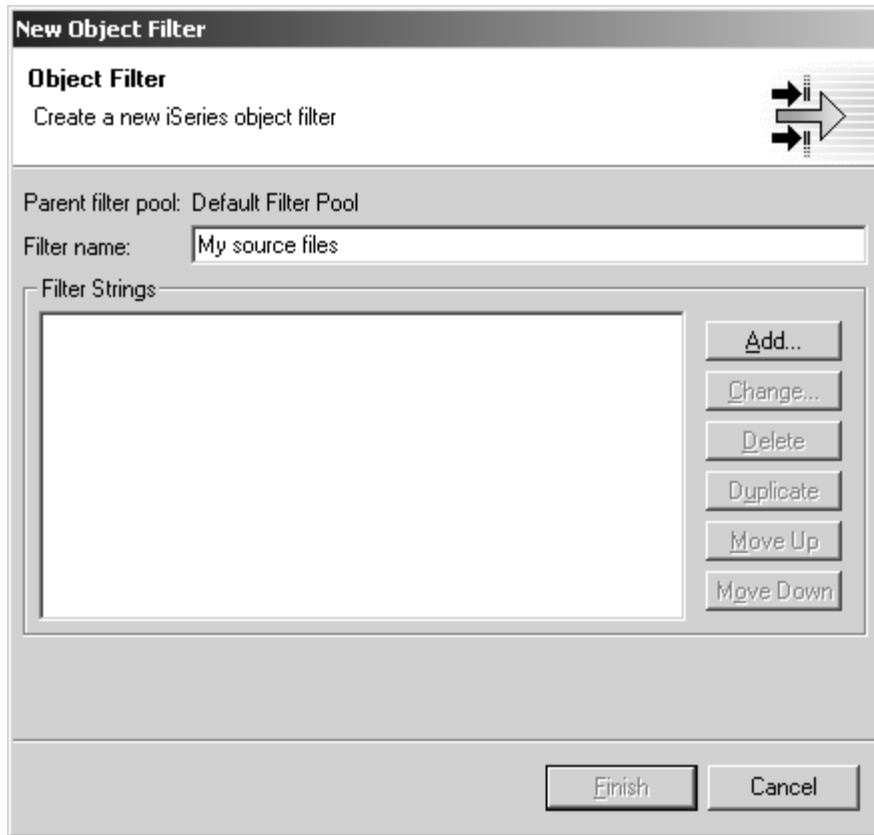 New Object Filter
Object Filter
Create a new iSeries object filter
Parent filter pool: Default Filter Pool
Filter name: My source files
Filter Strings
Add...
Change...
Delete
Duplicate
Move Up
Move Down
Finish Cancel